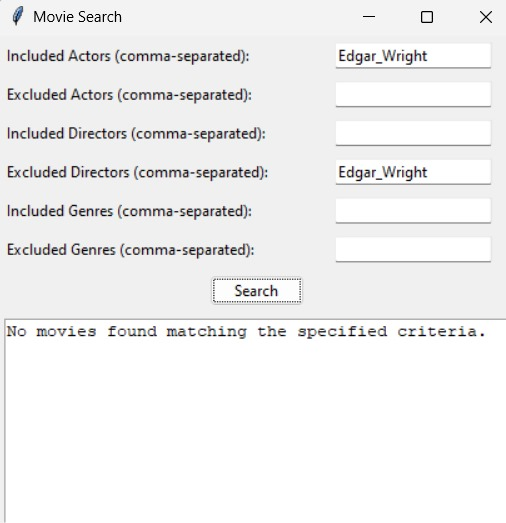 Movie Search
Included Actors (comma-separated): Edgar_Wright
Excluded Actors (comma-separated):
Included Directors (comma-separated):
Excluded Directors (comma-separated): Edgar_Wright
Included Genres (comma-separated):
Excluded Genres (comma-separated):
Search
No movies found matching the specified criteria.